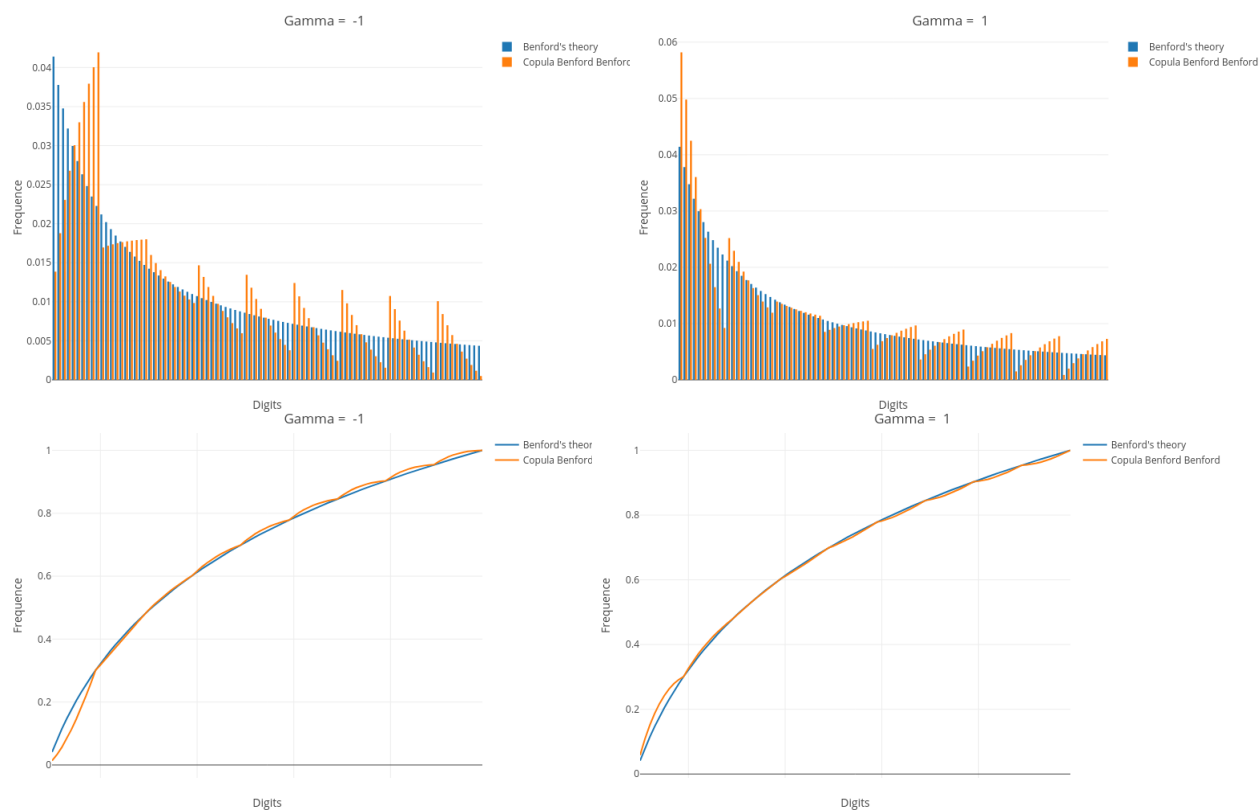 Gamma =  -1
Benford's theory
Copula Benford Benford
0.04
0.035
0.03
0.025
0.02
0.015
0.01
0.005
0
Frequence
Digits
Gamma =  1
Benford's theory
Copula Benford Benford
0.06
0.05
0.04
0.03
0.02
0.01
0
Frequence
Digits
Gamma =  -1
Benford's theor
Copula Benford
1
0.8
0.6
0.4
0.2
0
Frequence
Digits
Gamma =  1
Benford's theory
Copula Benford Benford
1
0.8
0.6
0.4
0.2
0
Frequence
Digits